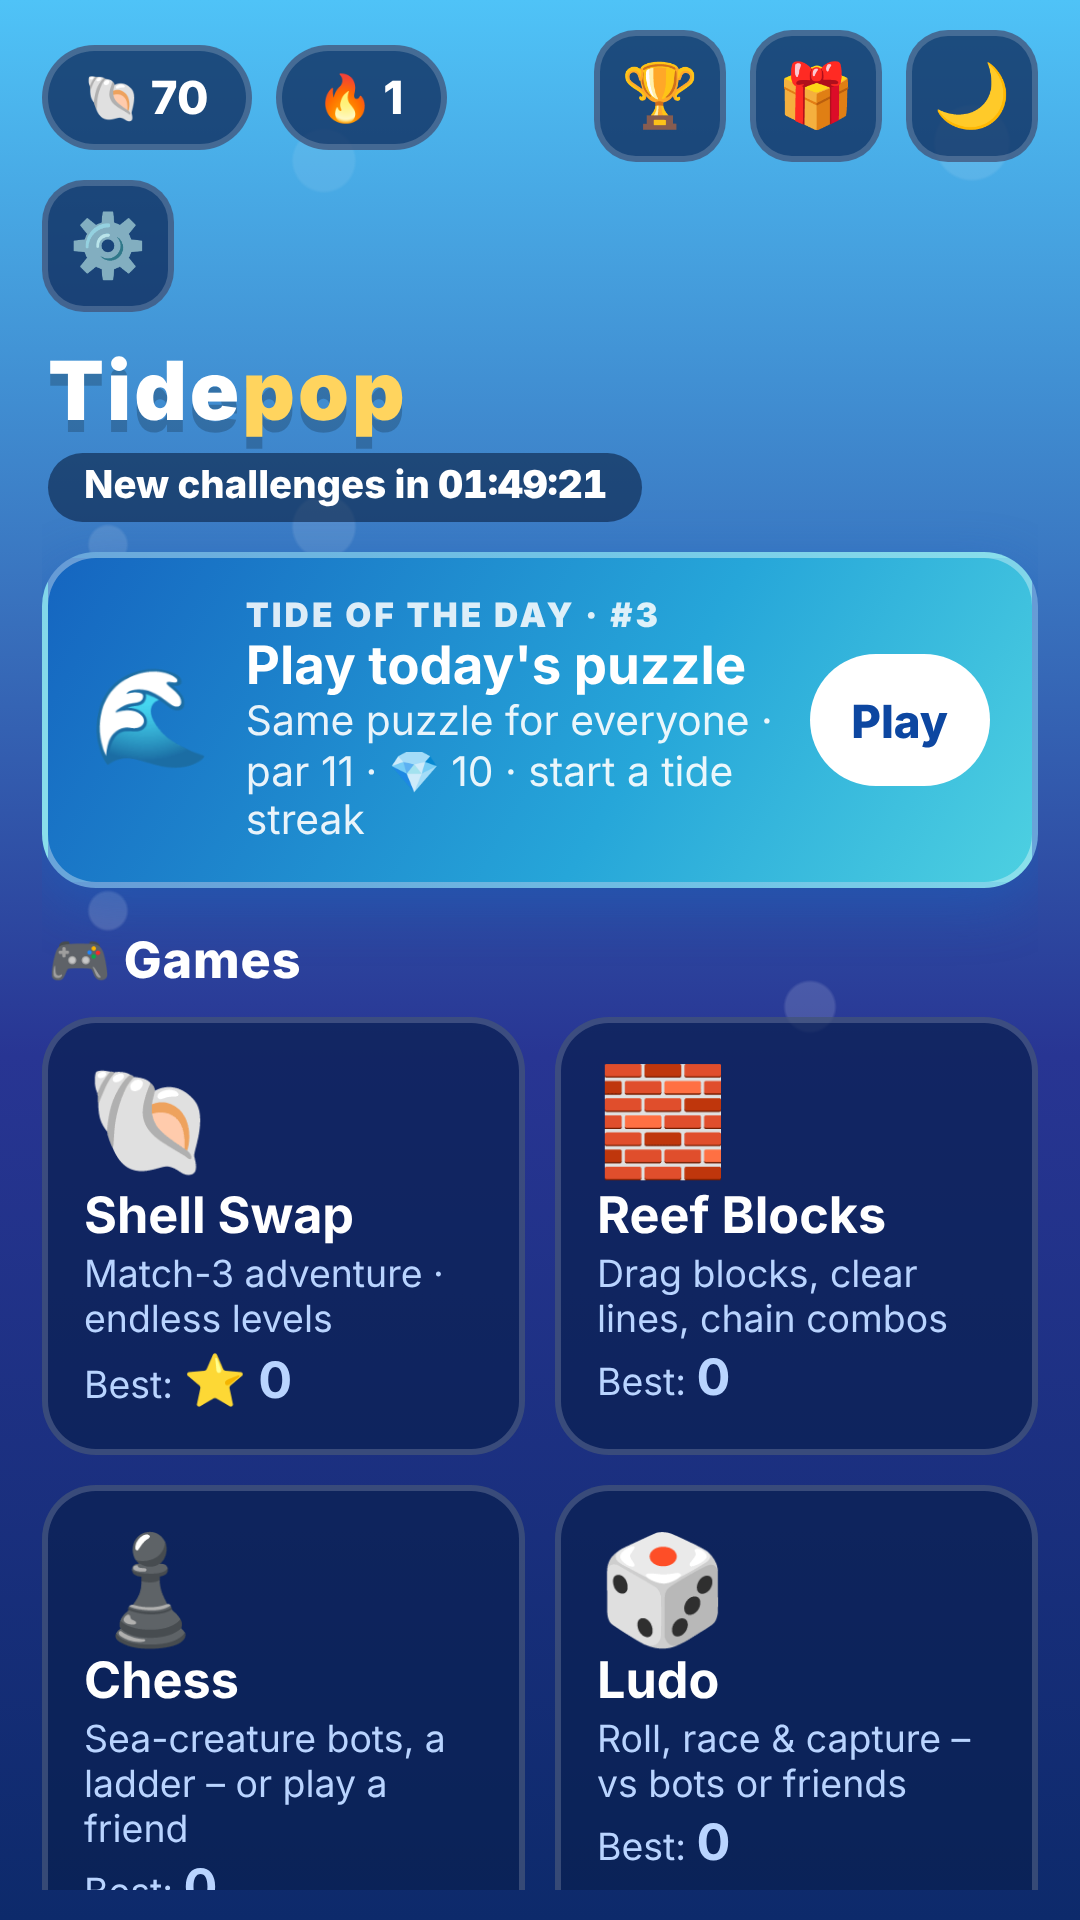 70
1
Tidepop
New challenges in 01:49:21
TIDE OF THE DAY · #3
Play today's puzzle
Same puzzle for everyone ·
par 11 · 💎 10 · start a tide
streak
Play
Games
Shell Swap
Match-3 adventure ·
endless levels
Best: ⭐ 0
Reef Blocks
Drag blocks, clear
lines, chain combos
Best: 0
Chess
Sea-creature bots, a
ladder – or play a
friend
Best: 0
Ludo
Roll, race & capture –
vs bots or friends
Best: 0